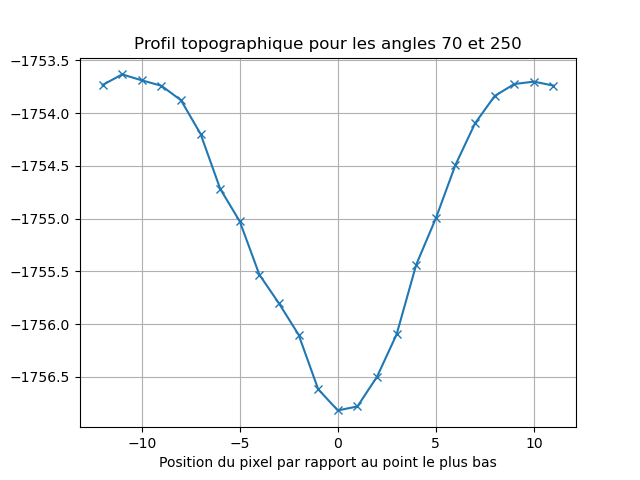 Profil topographique pour les angles 70 et 250
−1753.5
−1754.0
−1754.5
−1755.0
−1755.5
−1756.0
−1756.5
−10 −5 0 5 10
Position du pixel par rapport au point le plus bas